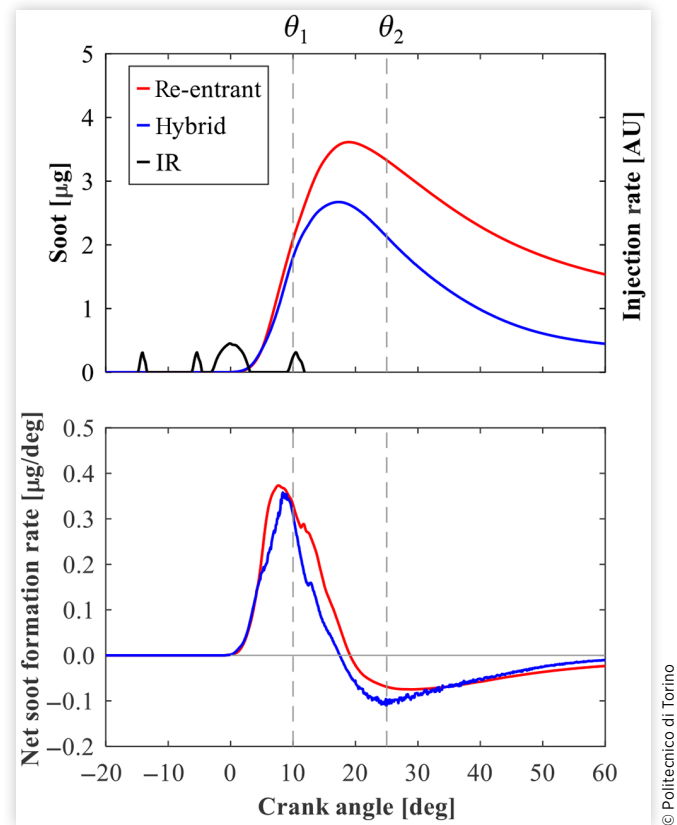 θ1 θ2
5
4
3
2
1
0
Soot [µg]
Injection rate [AU]
Re-entrant
Hybrid
IR
0.5
0.4
0.3
0.2
0.1
0.0
−0.1
−0.2
Net soot formation rate [µg/deg]
−20 −10 0 10 20 30 40 50 60
Crank angle [deg]
© Politecnico di Torino